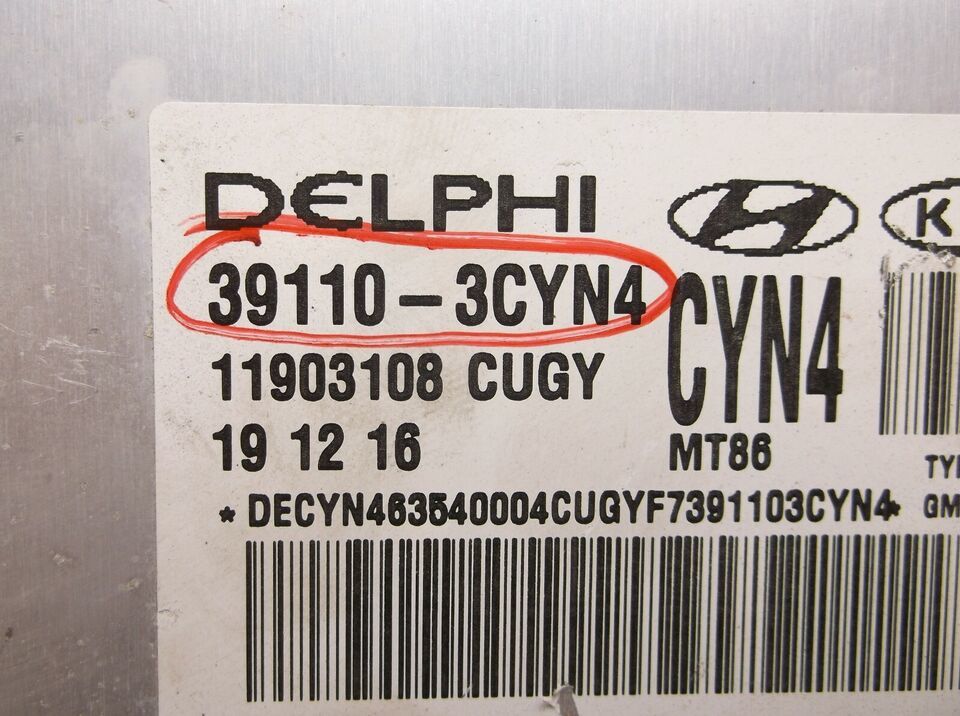 DELPHI
39110-3CYN4
CYN4
11903108 CUGY
19 12 16
MT86
*DECYN463540004CUGYF7391103CYN4*